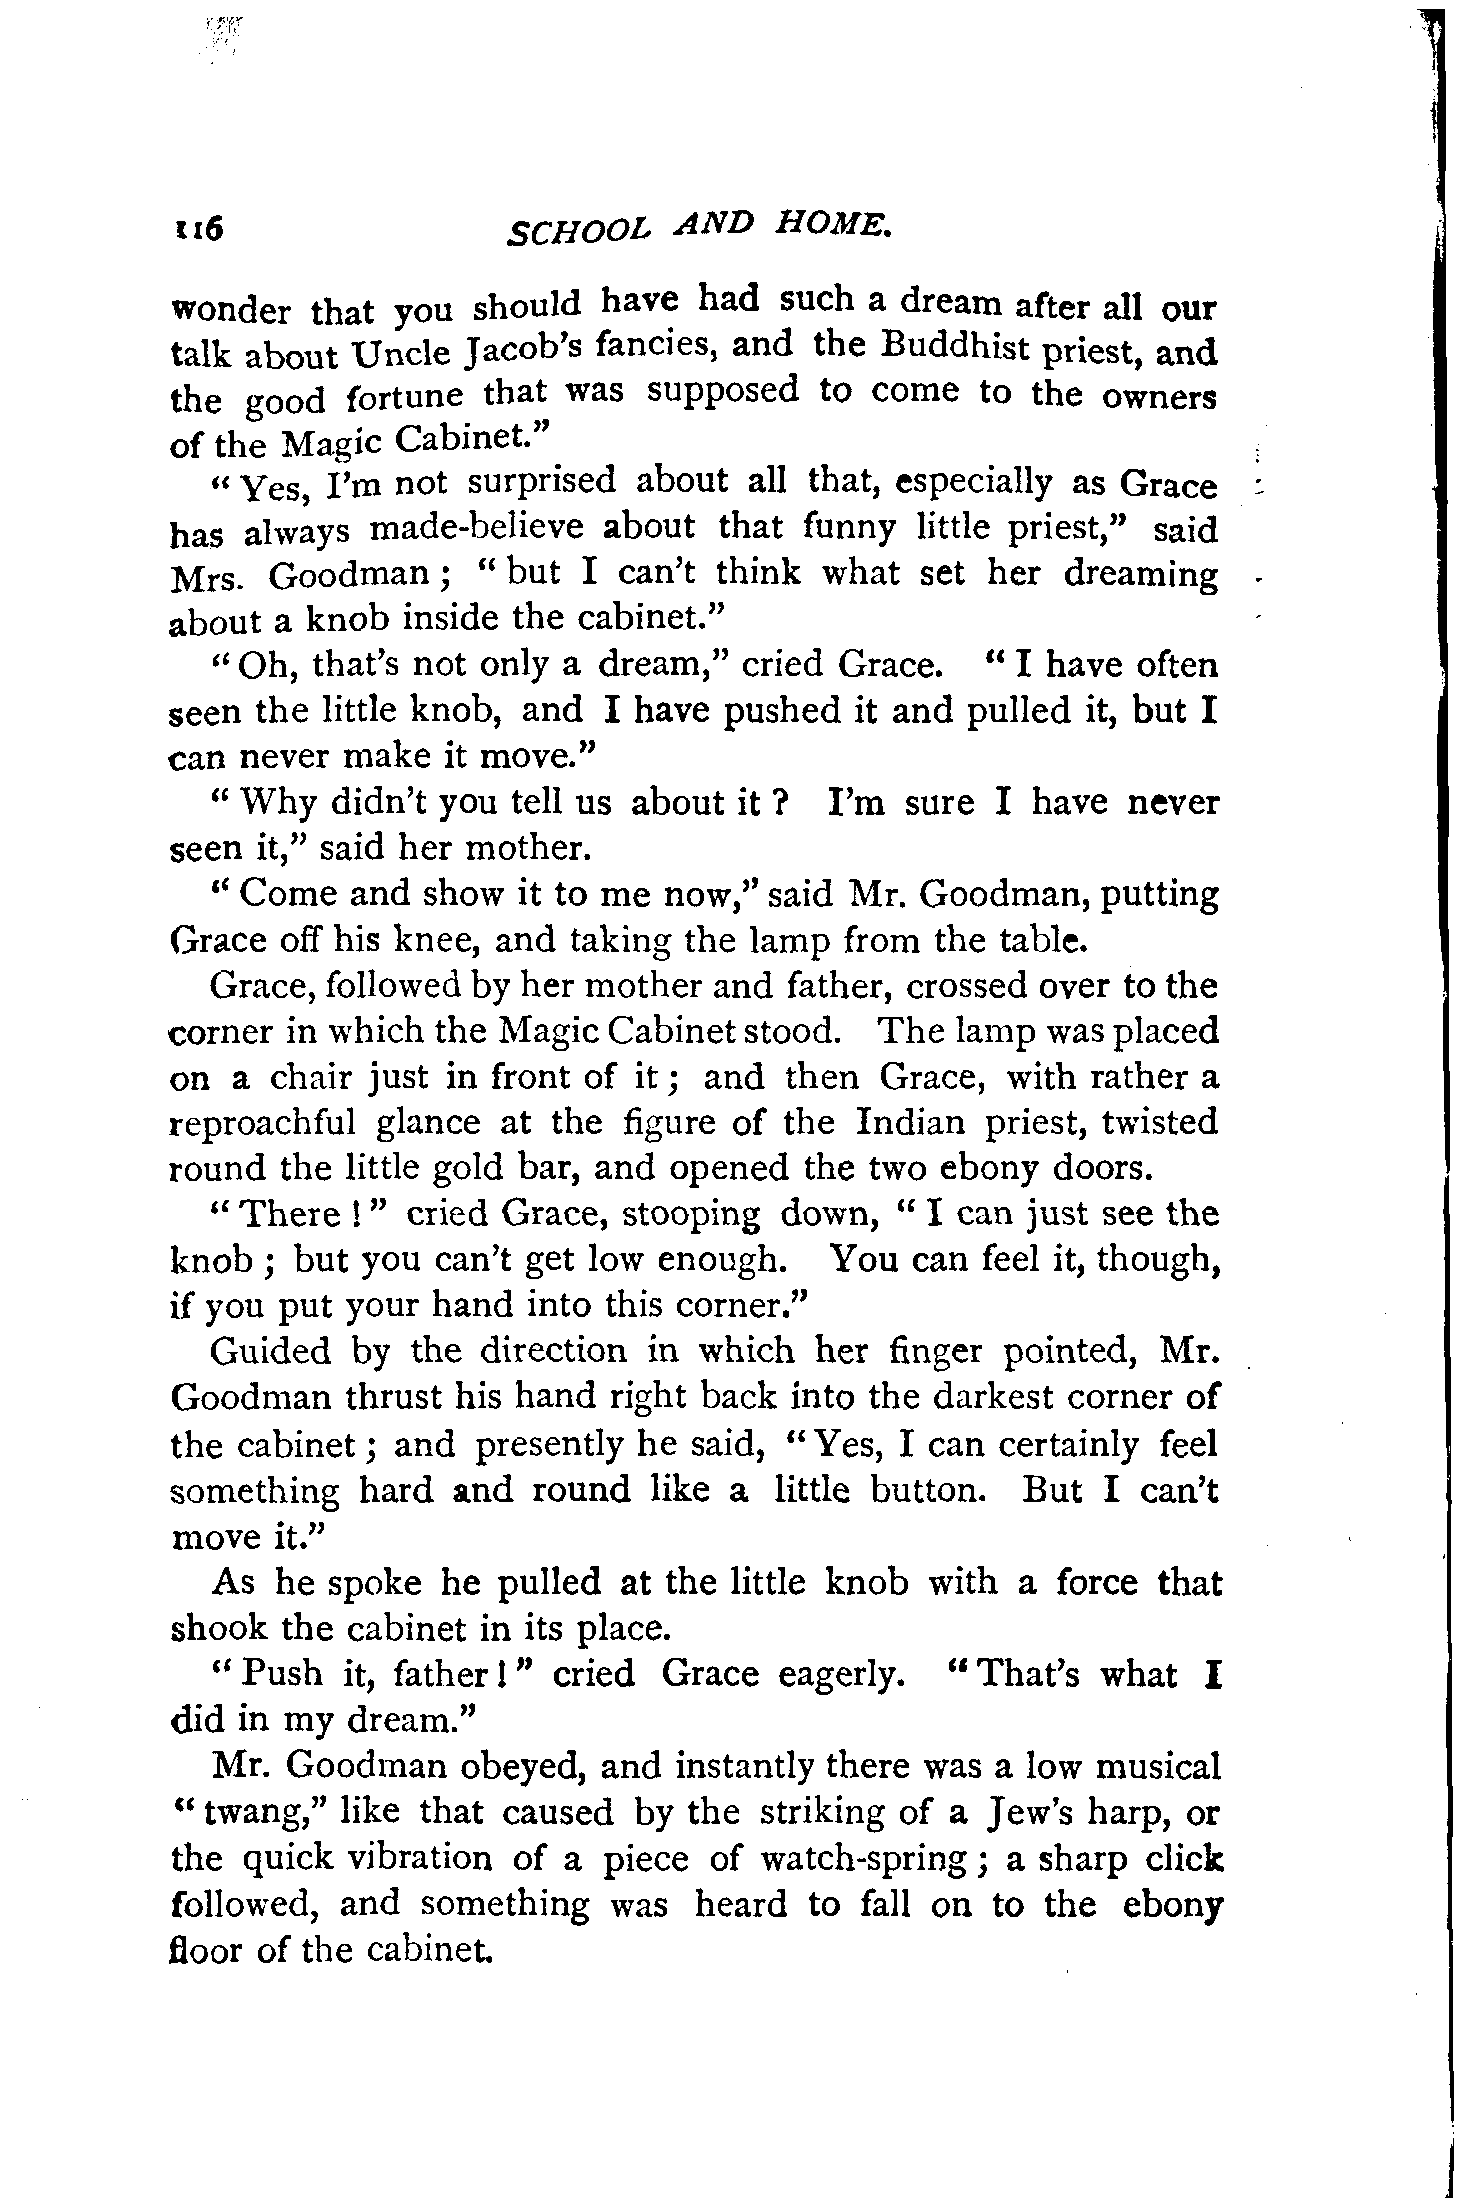 116 SCHOOL AND HOME.
wonder that you should have had such a dream after all our
talk about Uncle Jacob's fancies, and the Buddhist priest, and
the good fortune that was supposed to come to the owners
of the Magic Cabinet."
" Yes, I'm not surprised about all that, especially as Grace
has always made-believe about that funny little priest," said
Mrs. Goodman ; " but I can't think what set her dreaming
about a knob inside the cabinet."
" Oh, that's not only a dream," cried Grace. " I have often
seen the little knob, and I have pushed it and pulled it, but I
can never make it move."
" Why didn't you tell us about it ? I'm sure I have never
seen it," said her mother.
" Come and show it to me now," said Mr. Goodman, putting
Grace off his knee, and taking the lamp from the table.
Grace, followed by her mother and father, crossed over to the
corner in which the Magic Cabinet stood. The lamp was placed
on a chair just in front of it ; and then Grace, with rather a
reproachful glance at the figure of the Indian priest, twisted
round the little gold bar, and opened the two ebony doors.
" There ! " cried Grace, stooping down, " I can just see the
knob ; but you can't get low enough. You can feel it, though,
if you put your hand into this corner."
Guided by the direction in which her finger pointed, Mr.
Goodman thrust his hand right back into the darkest corner of
the cabinet ; and presently he said, " Yes, I can certainly feel
something hard and round like a little button. But I can't
move it."
As he spoke he pulled at the little knob with a force that
shook the cabinet in its place.
" Push it, father ! " cried Grace eagerly. " That's what I
did in my dream."
Mr. Goodman obeyed, and instantly there was a low musical
" twang," like that caused by the striking of a Jew's harp, or
the quick vibration of a piece of watch-spring ; a sharp click
followed, and something was heard to fall on to the ebony
floor of the cabinet.